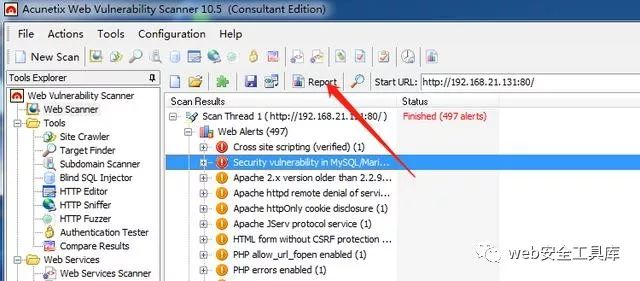 Acunetix Web Vulnerability Scanner 10.5 (Consultant Edition)
File Actions Tools Configuration Help
New Scan
Tools Explorer
Report
Start URL: http://192.168.21.131:80/
Web Vulnerability Scanner
Web Scanner
Tools
Site Crawler
Target Finder
Subdomain Scanner
Blind SQL Injector
HTTP Editor
HTTP Sniffer
HTTP Fuzzer
Authentication Tester
Compare Results
Web Services
Web Services Scanner
Scan Results Status
Scan Thread 1 ( http://192.168.21.131:80/ ) Finished (497 alerts)
Web Alerts (497)
Cross site scripting (verified) (1)
Security vulnerability in MySQL/Mari...
Apache 2.x version older than 2.2.9...
Apache httpd remote denial of servi...
Apache httpOnly cookie disclosure (1)
Apache JServ protocol service (1)
HTML form without CSRF protection ...
PHP allow_url_fopen enabled (1)
PHP errors enabled (1)
web安全工具库